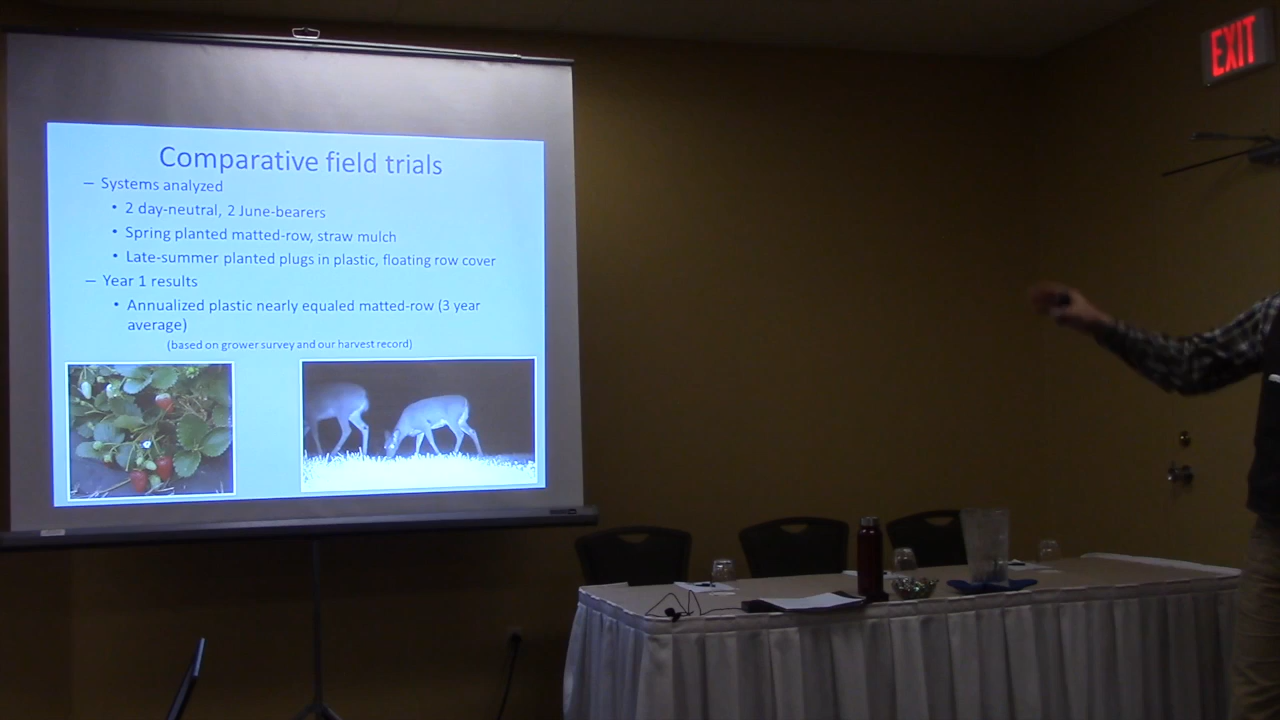 Comparative field trials
– Systems analyzed
• 2 day-neutral, 2 June-bearers
• Spring planted matted-row, straw mulch
• Late-summer planted plugs in plastic, floating row cover
– Year 1 results
• Annualized plastic nearly equaled matted-row (3 year
average)
(based on grower survey and our harvest record)
EXIT